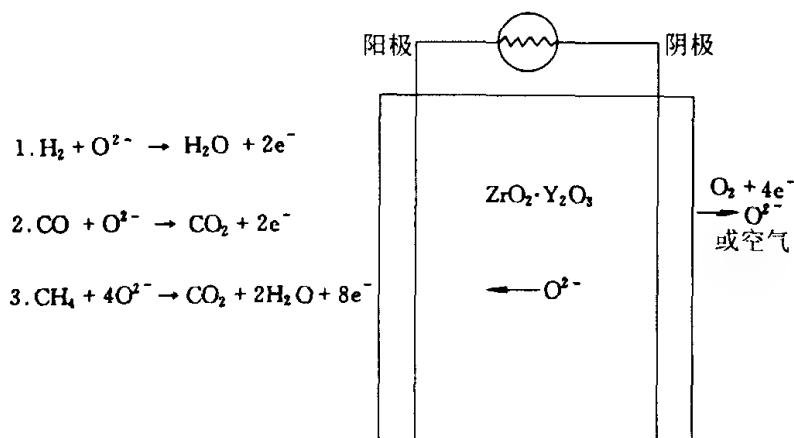 阳极
阴极
1.H₂ + O²⁻ → H₂O + 2e⁻
2.CO + O²⁻ → CO₂ + 2e⁻
3.CH₄ + 4O²⁻ → CO₂ + 2H₂O + 8e⁻
ZrO₂·Y₂O₃
← O²⁻
O₂ + 4e⁻
→ O²⁻
或空气